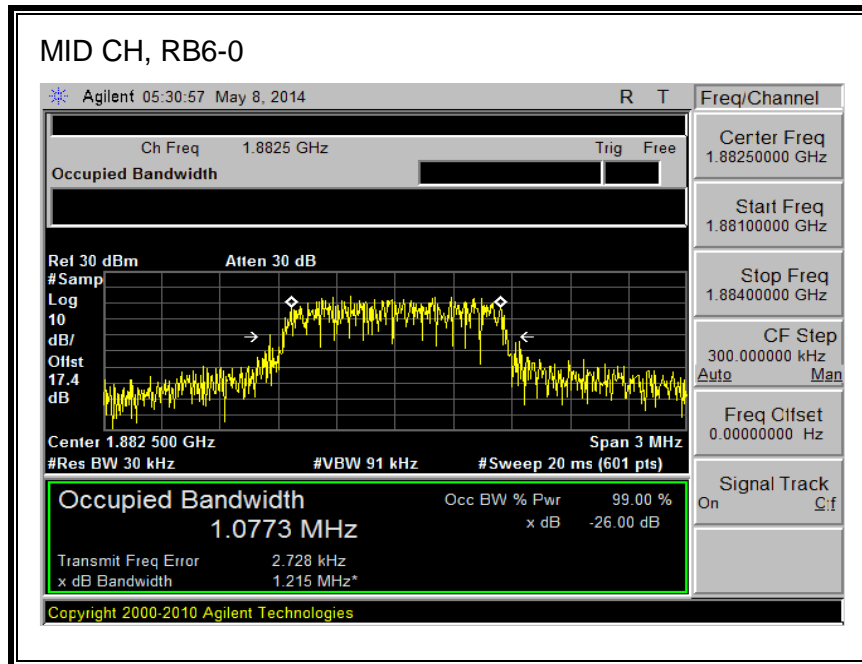 MID CH, RB6-0
Agilent 05:30:57 May 8, 2014 R T
Freq/Channel
Ch Freq 1.8825 GHz Trig Free
Occupied Bandwidth
Center Freq
1.88250000 GHz
Start Freq
1.88100000 GHz
Stop Freq
1.88400000 GHz
CF Step
300.000000 kHz
Auto Man
Freq Offset
0.00000000 Hz
Signal Track
On Off
Ref 30 dBm Atten 30 dB
#Samp
Log
10
dB/
Offst
17.4
dB
Center 1.882 500 GHz Span 3 MHz
#Res BW 30 kHz #VBW 91 kHz #Sweep 20 ms (601 pts)
Occupied Bandwidth
1.0773 MHz
Occ BW % Pwr 99.00 %
x dB -26.00 dB
Transmit Freq Error 2.728 kHz
x dB Bandwidth 1.215 MHz*
Copyright 2000-2010 Agilent Technologies